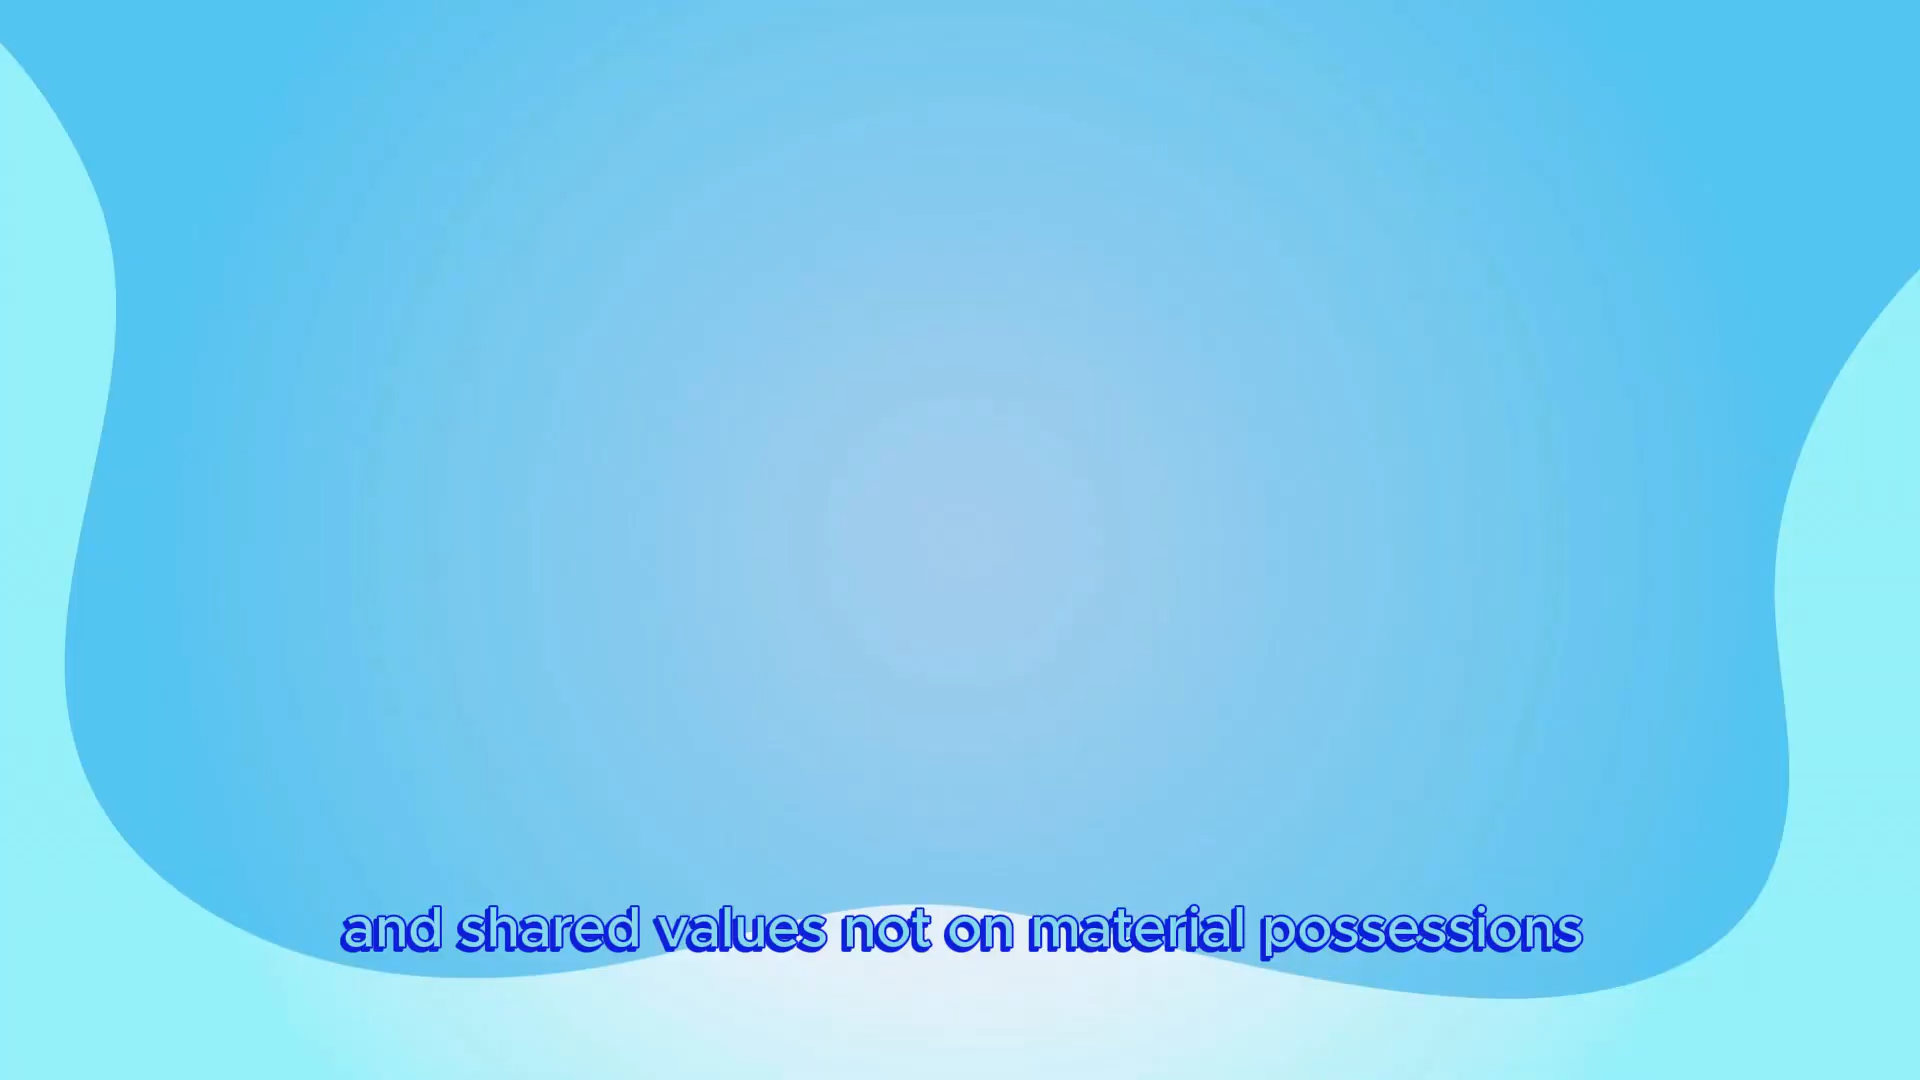 and shared values not on material possessions